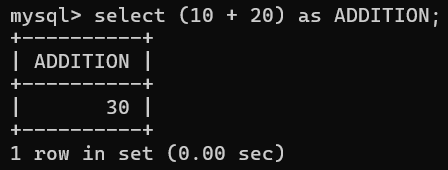 mysql> select (10 + 20) as ADDITION;
+----------+
| ADDITION |
+----------+
|       30 |
+----------+
1 row in set (0.00 sec)